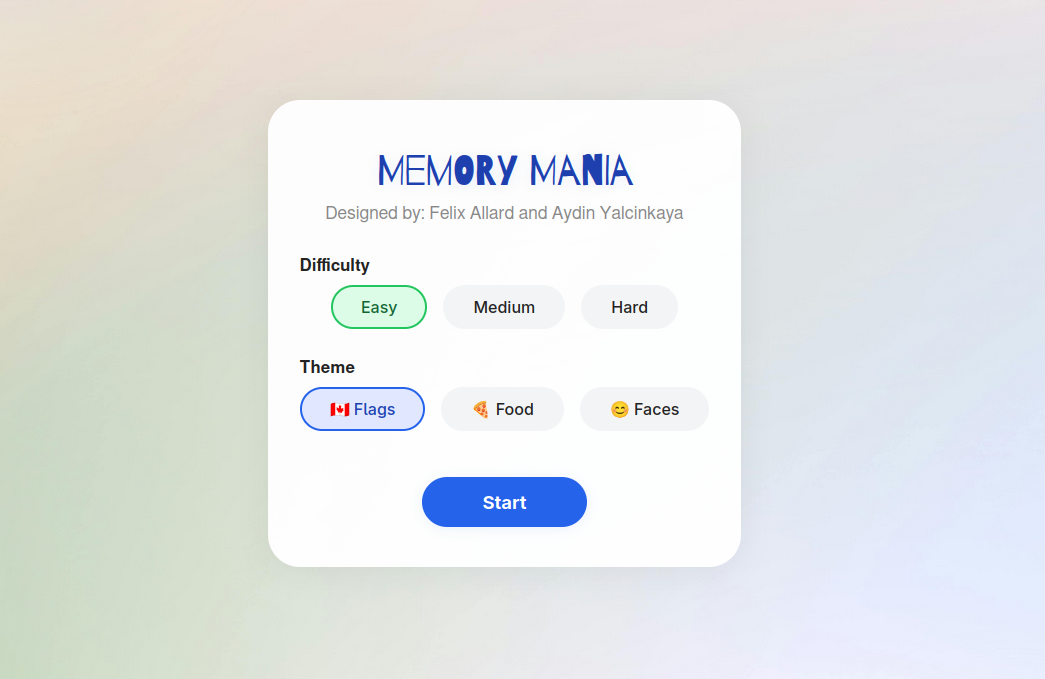 MEMORY MANIA
Designed by: Felix Allard and Aydin Yalcinkaya
Difficulty
Easy Medium Hard
Theme
🇨🇦 Flags 🍕 Food 😊 Faces
Start